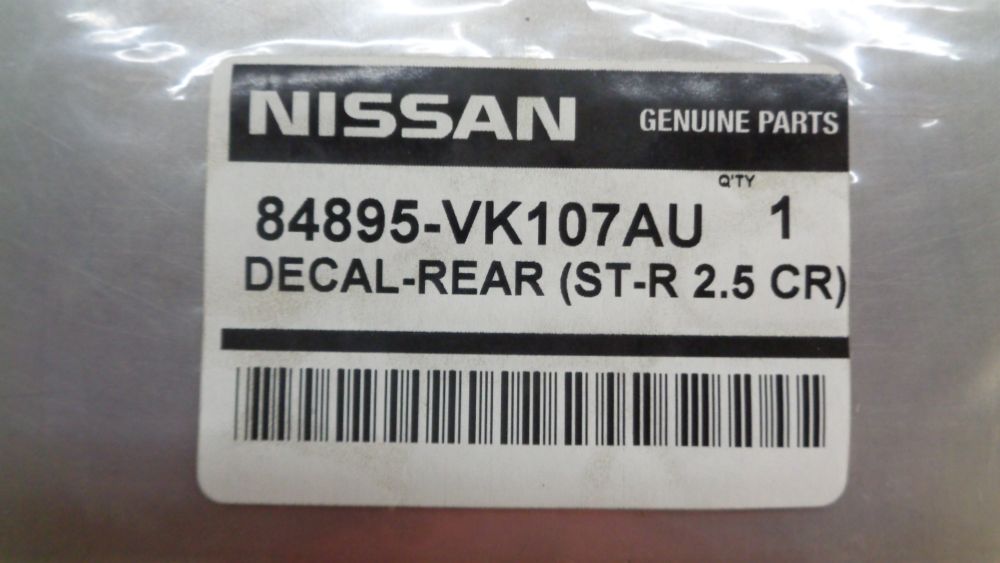 NISSAN GENUINE PARTS
Q'TY
84895-VK107AU 1
DECAL-REAR (ST-R 2.5 CR)